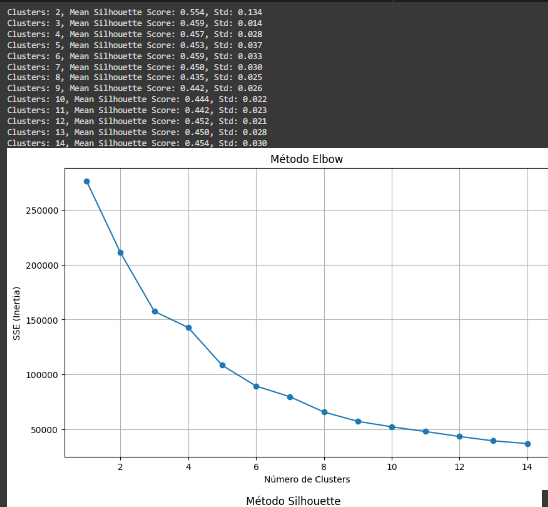 Clusters: 2, Mean Silhouette Score: 0.554, Std: 0.134
Clusters: 3, Mean Silhouette Score: 0.459, Std: 0.014
Clusters: 4, Mean Silhouette Score: 0.457, Std: 0.028
Clusters: 5, Mean Silhouette Score: 0.453, Std: 0.037
Clusters: 6, Mean Silhouette Score: 0.459, Std: 0.033
Clusters: 7, Mean Silhouette Score: 0.450, Std: 0.030
Clusters: 8, Mean Silhouette Score: 0.435, Std: 0.025
Clusters: 9, Mean Silhouette Score: 0.442, Std: 0.026
Clusters: 10, Mean Silhouette Score: 0.444, Std: 0.022
Clusters: 11, Mean Silhouette Score: 0.442, Std: 0.023
Clusters: 12, Mean Silhouette Score: 0.452, Std: 0.021
Clusters: 13, Mean Silhouette Score: 0.450, Std: 0.028
Clusters: 14, Mean Silhouette Score: 0.454, Std: 0.030
Método Elbow
250000
200000
150000
100000
50000
SSE (Inertia)
2 4 6 8 10 12 14
Número de Clusters
Método Silhouette